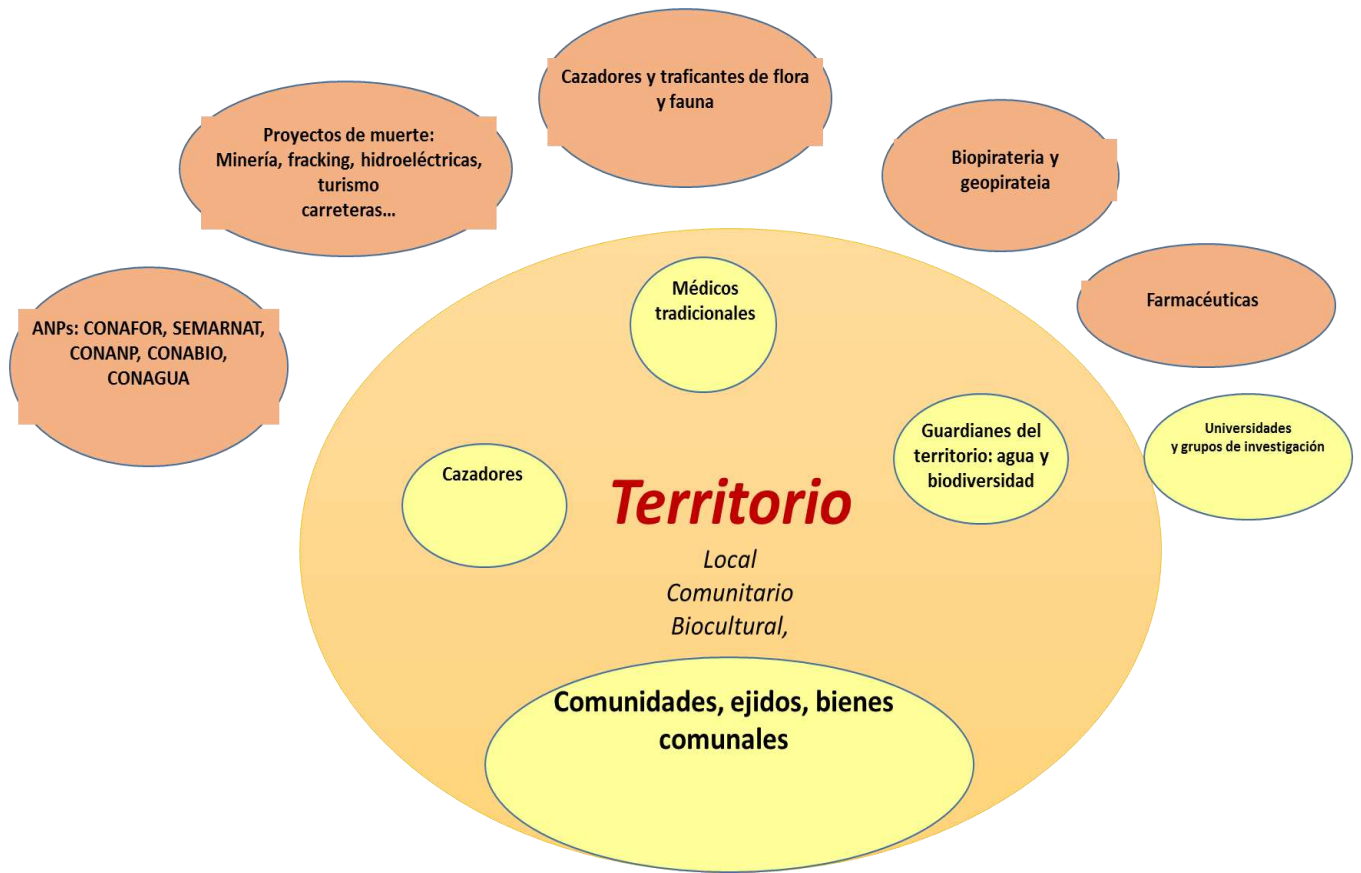 Cazadores y traficantes de flora
y fauna
Proyectos de muerte:
Minería, fracking, hidroeléctricas,
turismo
carreteras...
Biopirateria y
geopirateia
Farmacéuticas
ANPs: CONAFOR, SEMARNAT,
CONANP, CONABIO,
CONAGUA
Médicos
tradicionales
Universidades
y grupos de investigación
Guardianes del
territorio: agua y
biodiversidad
Cazadores
Territorio
Local
Comunitario
Biocultural,
Comunidades, ejidos, bienes
comunales